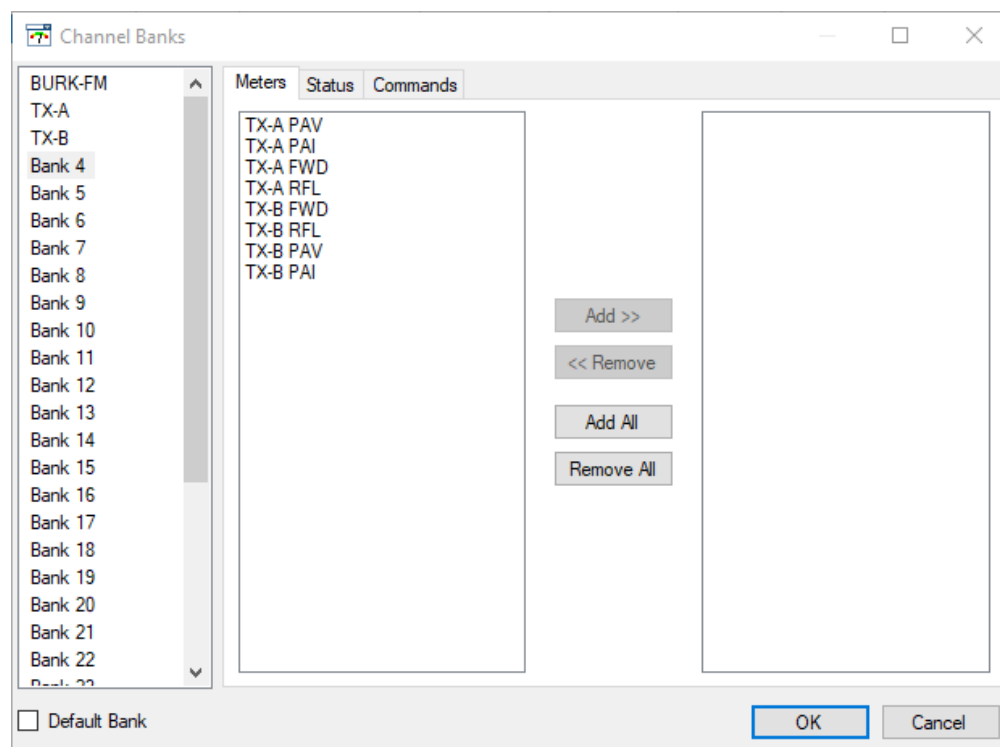 Channel Banks
BURK-FM
TX-A
TX-B
Bank 4
Bank 5
Bank 6
Bank 7
Bank 8
Bank 9
Bank 10
Bank 11
Bank 12
Bank 13
Bank 14
Bank 15
Bank 16
Bank 17
Bank 18
Bank 19
Bank 20
Bank 21
Bank 22
Meters Status Commands
TX-A PAV
TX-A PAI
TX-A FWD
TX-A RFL
TX-B FWD
TX-B RFL
TX-B PAV
TX-B PAI
Add >>
<< Remove
Add All
Remove All
Default Bank
OK Cancel